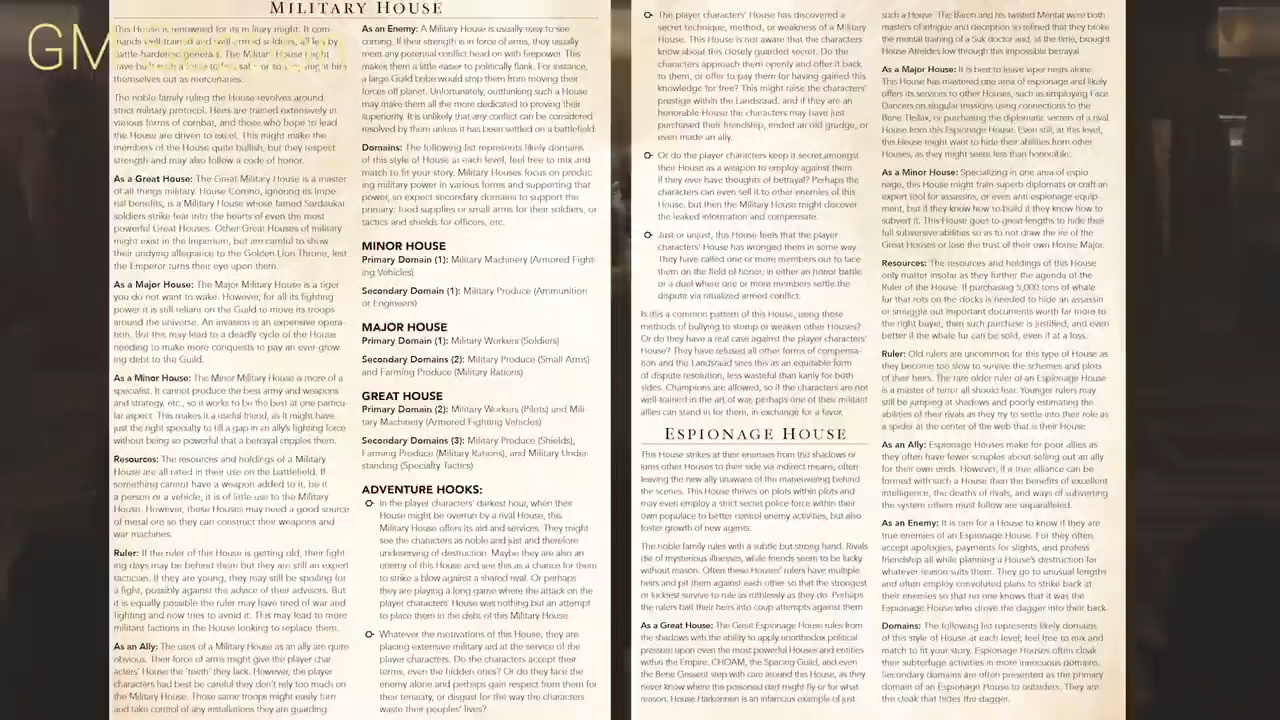 GM
MILITARY HOUSE
This House is renowned for its military might. It com-
mands well-trained and well-armed soldiers, all led by
battle-hardened generals. The Military House might
have built such a force to be safe, or so they might hire
themselves out as mercenaries.
The noble family ruling the House revolves around
strict military protocol. Heirs are trained extensively in
various forms of combat, and those who hope to lead
the House are driven to excel. This might make the
members of the House quite bullish, but they respect
strength and may also follow a code of honor.
As a Great House: The Great Military House is a master
of all things military. House Corrino, ignoring its Impe-
rial benefits, is a Military House whose famed Sardaukar
soldiers strike fear into the hearts of even the most
powerful Great Houses. Other Great Houses of military
might exist in the Imperium, but are careful to show
their undying allegiance to the Golden Lion Throne, lest
the Emperor turns their eye upon them.
As a Major House: The Major Military House is a tiger
you do not want to wake. However, for all its fighting
power it is still reliant on the Guild to move its troops
around the universe. An invasion is an expensive opera-
tion. But this may lead to a deadly cycle of the House
needing to make more conquests to pay an ever-grow-
ing debt to the Guild.
As a Minor House: The Minor Military House is more of a
specialist. It cannot produce the best army and weapons
and strategy, etc., so it works to be the best at one particu-
lar aspect. This makes it a useful friend, as it might have
just the right specialty to fill a gap in an ally's fighting force
without being so powerful that a betrayal cripples them.
Resources: The resources and holdings of a Military
House are all rated in their use on the battlefield. If
something cannot have a weapon added to it, be it
a person or a vehicle, it is of little use to the Military
House. However, these Houses may need a good source
of metal ore so they can construct their weapons and
war machines.
Ruler: If the ruler of this House is getting old, their fight-
ing days may be behind them but they are still an expert
tactician. If they are young, they may still be spoiling for
a fight, possibly against the advice of their advisors. But
it is equally possible the ruler may have tired of war and
fighting and now tries to avoid it. This may lead to more
militant factions in the House looking to replace them.
As an Ally: The uses of a Military House as an ally are quite
obvious. Their force of arms might give the player char-
acters' House the 'teeth' they lack. However, the player
characters had best be careful they don't rely too much on
the Military House. Those same troops might easily turn
and take control of any installations they are guarding.
As an Enemy: A Military House is usually easy to see
coming. If their strength is in force of arms, they usually
meet any potential conflict head on with firepower. This
makes them a little easier to politically flank. For instance,
a large Guild bribe would stop them from moving their
forces off planet. Unfortunately, outthinking such a House
may make them all the more dedicated to proving their
superiority. It is unlikely that any conflict can be considered
resolved by them unless it has been settled on a battlefield.
Domains: The following list represents likely domains
of this style of House at each level, feel free to mix and
match to fit your story. Military Houses focus on produc-
ing military power in various forms and supporting that
power, so expect secondary domains to support the
primary: food supplies or small arms for their soldiers, or
tactics and shields for officers, etc.
MINOR HOUSE
Primary Domain (1): Military Machinery (Armored Fight-
ing Vehicles)
Secondary Domain (1): Military Produce (Ammunition
or Engineers)
MAJOR HOUSE
Primary Domain (1): Military Workers (Soldiers)
Secondary Domains (2): Military Produce (Small Arms)
and Farming Produce (Military Rations)
GREAT HOUSE
Primary Domain (2): Military Workers (Pilots) and Mili-
tary Machinery (Armored Fighting Vehicles)
Secondary Domains (3): Military Produce (Shields),
Farming Produce (Military Rations), and Military Under-
standing (Specialty Tactics)
ADVENTURE HOOKS:
In the player characters' darkest hour, when their
House might be overrun by a rival House, this
Military House offers its aid and services. They might
see the characters as noble and just and therefore
undeserving of destruction. Maybe they are also an
enemy of this House and see this as a chance for them
to strike a blow against a shared rival. Or perhaps
they are playing a long game where the attack on the
player characters' House was nothing but an attempt
to place them in the debt of this Military House.
Whatever the motivations of this House, they are
placing extensive military aid at the service of the
player characters. Do the characters accept their
terms, even the hidden ones? Or do they face the
enemy alone and perhaps gain respect from them for
their tenacity, or disgust for the way the characters
waste their peoples' lives?
The player characters' House has discovered a
secret technique, method, or weakness of a Military
House. This House is not aware that the characters
know about this closely guarded secret. Do the
characters approach them openly and offer it back
to them, or offer to pay them for having gained this
knowledge for free? This might raise the characters'
prestige within the Landsraad, and if they are an
honorable House the characters may have just
purchased their friendship, ended an old grudge, or
even made an ally.
Or do the player characters keep it secret amongst
their House as a weapon to employ against them
if they ever have thoughts of betrayal? Perhaps the
characters can even sell it to other enemies of this
House, but then the Military House might discover
the leaked information and compensate.
Just or unjust, this House feels that the player
characters' House has wronged them in some way.
They have called one or more members out to face
them on the field of honor, in either an honor battle
or a duel where one or more members settle the
dispute via ritualized armed conflict.
Is this a common pattern of this House, using these
methods of bullying to stomp or weaken other Houses?
Or do they have a real case against the player characters'
House? They have refused all other forms of compensa-
tion and the Landsraad sees this as an equitable form
of dispute resolution, less wasteful than kanly for both
sides. Champions are allowed, so if the characters are not
well-trained in the art of war, perhaps one of their militant
allies can stand in for them, in exchange for a favor.
ESPIONAGE HOUSE
This House strikes at their enemies from the shadows or
lures other Houses to their side via indirect means, often
leaving the new ally unaware of the maneuvering behind
the scenes. This House thrives on plots within plots and
may even employ a strict secret police force within their
own populace to better control enemy activities, but also
foster growth of new agents.
The noble family rules with a subtle but strong hand. Rivals
die of mysterious illnesses, while friends seem to be lucky
without reason. Often these Houses' rulers have multiple
heirs and pit them against each other so that the strongest
or luckiest survive to rule as ruthlessly as they do. Perhaps
the rulers bait their heirs into coup attempts against them.
As a Great House: The Great Espionage House rules from
the shadows with the ability to apply unorthodox political
pressure upon even the most powerful Houses and entities
within the Empire. CHOAM, the Spacing Guild, and even
the Bene Gesserit step with care around this House, as they
never know where the poisoned dart might fly or for what
reason. House Harkonnen is an infamous example of just
such a House. The Baron and his twisted Mentat were both
masters of intrigue and deception so refined that they broke
the mental training of a Suk doctor and, at the time, brought
House Atreides low through this impossible betrayal.
As a Major House: It is best to leave viper nests alone.
This House has mastered one area of espionage and likely
offers its services to other Houses, such as employing Face
Dancers on singular missions using connections to the
Bene Tleilax, or purchasing the diplomatic secrets of a rival
House from this Espionage House. Even still, at this level,
this House might want to hide their abilities from other
Houses, as they might seem less than honorable.
As a Minor House: Specializing in one area of espio-
nage, this House might train superb diplomats or craft an
expert tool for assassins, or even anti-espionage equip-
ment, but if they know how to build it they know how to
subvert it. This House goes to great lengths to hide their
full subversive abilities so as to not draw the ire of the
Great Houses or lose the trust of their own House Major.
Resources: The resources and holdings of this House
only matter insofar as they further the agenda of the
Ruler of the House. If purchasing 5,000 tons of whale
fur that rots on the docks is needed to hide an assassin
or smuggle out important documents worth far more to
the right buyer, then such purchase is justified, and even
better if the whale fur can be sold, even if at a loss.
Ruler: Old rulers are uncommon for this type of House as
they become too slow to survive the schemes and plots
of their heirs. The rare older ruler of an Espionage House
is a master of terror all should fear. Younger rulers may
still be jumping at shadows and poorly estimating the
abilities of their rivals as they try to settle into their role as
a spider at the center of the web that is their House.
As an Ally: Espionage Houses make for poor allies as
they often have fewer scruples about selling out an ally
for their own ends. However, if a true alliance can be
formed with such a House then the benefits of excellent
intelligence, the deaths of rivals, and ways of subverting
the system others must follow are unparalleled.
As an Enemy: It is rare for a House to know if they are
true enemies of an Espionage House. For they often
accept apologies, payments for slights, and profess
friendship all while planning a House's destruction for
whatever reason suits them. They go to unusual lengths
and often employ convoluted plans to strike back at
their enemies so that no one knows that it was the
Espionage House who drove the dagger into their back.
Domains: The following list represents likely domains
of this style of House at each level; feel free to mix and
match to fit your story. Espionage Houses often cloak
their subterfuge activities in more innocuous domains.
Secondary domains are often presented as the primary
domain of an Espionage House to outsiders. They are
the cloak that hides the dagger.